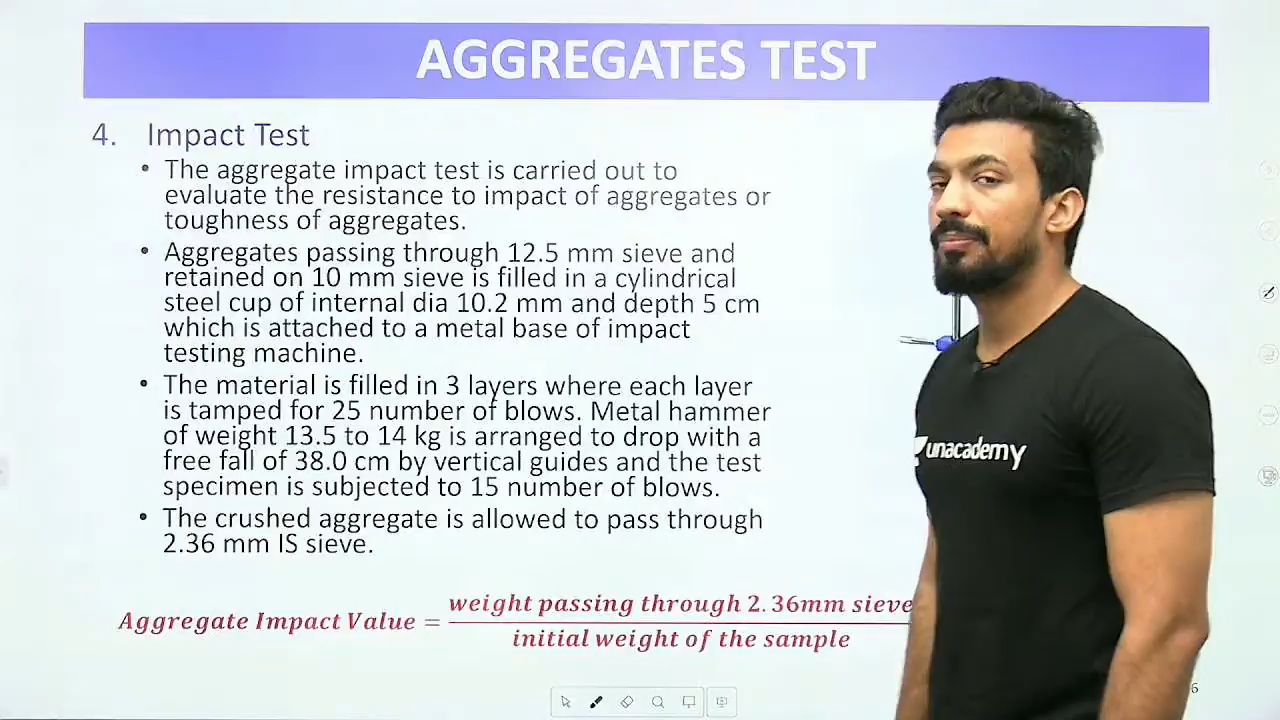 AGGREGATES TEST
4. Impact Test
• The aggregate impact test is carried out to
evaluate the resistance to impact of aggregates or
toughness of aggregates.
• Aggregates passing through 12.5 mm sieve and
retained on 10 mm sieve is filled in a cylindrical
steel cup of internal dia 10.2 mm and depth 5 cm
which is attached to a metal base of impact
testing machine.
• The material is filled in 3 layers where each layer
is tamped for 25 number of blows. Metal hammer
of weight 13.5 to 14 kg is arranged to drop with a
free fall of 38.0 cm by vertical guides and the test
specimen is subjected to 15 number of blows.
• The crushed aggregate is allowed to pass through
2.36 mm IS sieve.
weight passing through 2.36mm sieve
Aggregate Impact Value =
initial weight of the sample
unacademy
6